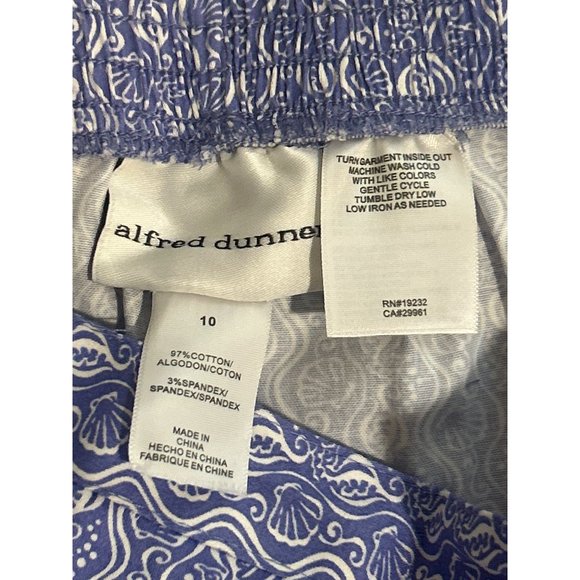 alfred dunner
10
97%COTTON/
ALGODON/COTON
3%SPANDEX/
SPANDEX/SPANDEX
MADE IN
CHINA
HECHO EN CHINA
FABRIQUE EN CHINE
TURN GARMENT INSIDE OUT
MACHINE WASH COLD
WITH LIKE COLORS
GENTLE CYCLE
TUMBLE DRY LOW
LOW IRON AS NEEDED
RN#19232
CA#29961